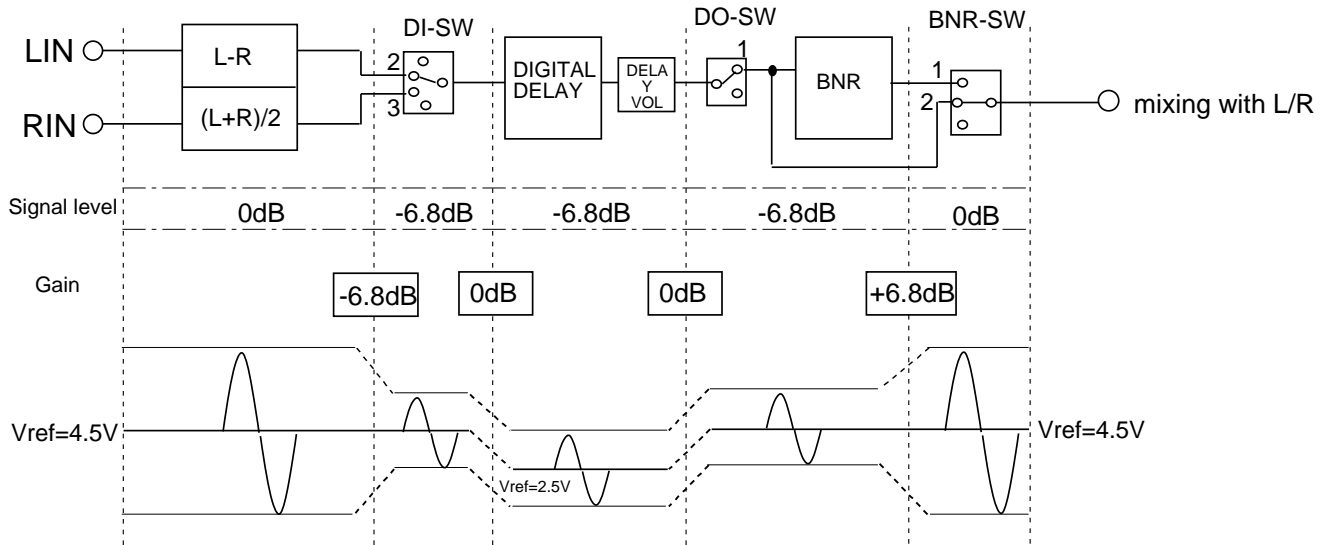 DI-SW
DO-SW
BNR-SW
LIN
L-R
(L+R)/2
RIN
2
3
DIGITAL
DELAY
DELA
Y
VOL
1
BNR
1
2
mixing with L/R
Signal level
0dB
-6.8dB
-6.8dB
-6.8dB
0dB
Gain
-6.8dB
0dB
0dB
+6.8dB
Vref=4.5V
Vref=2.5V
Vref=4.5V